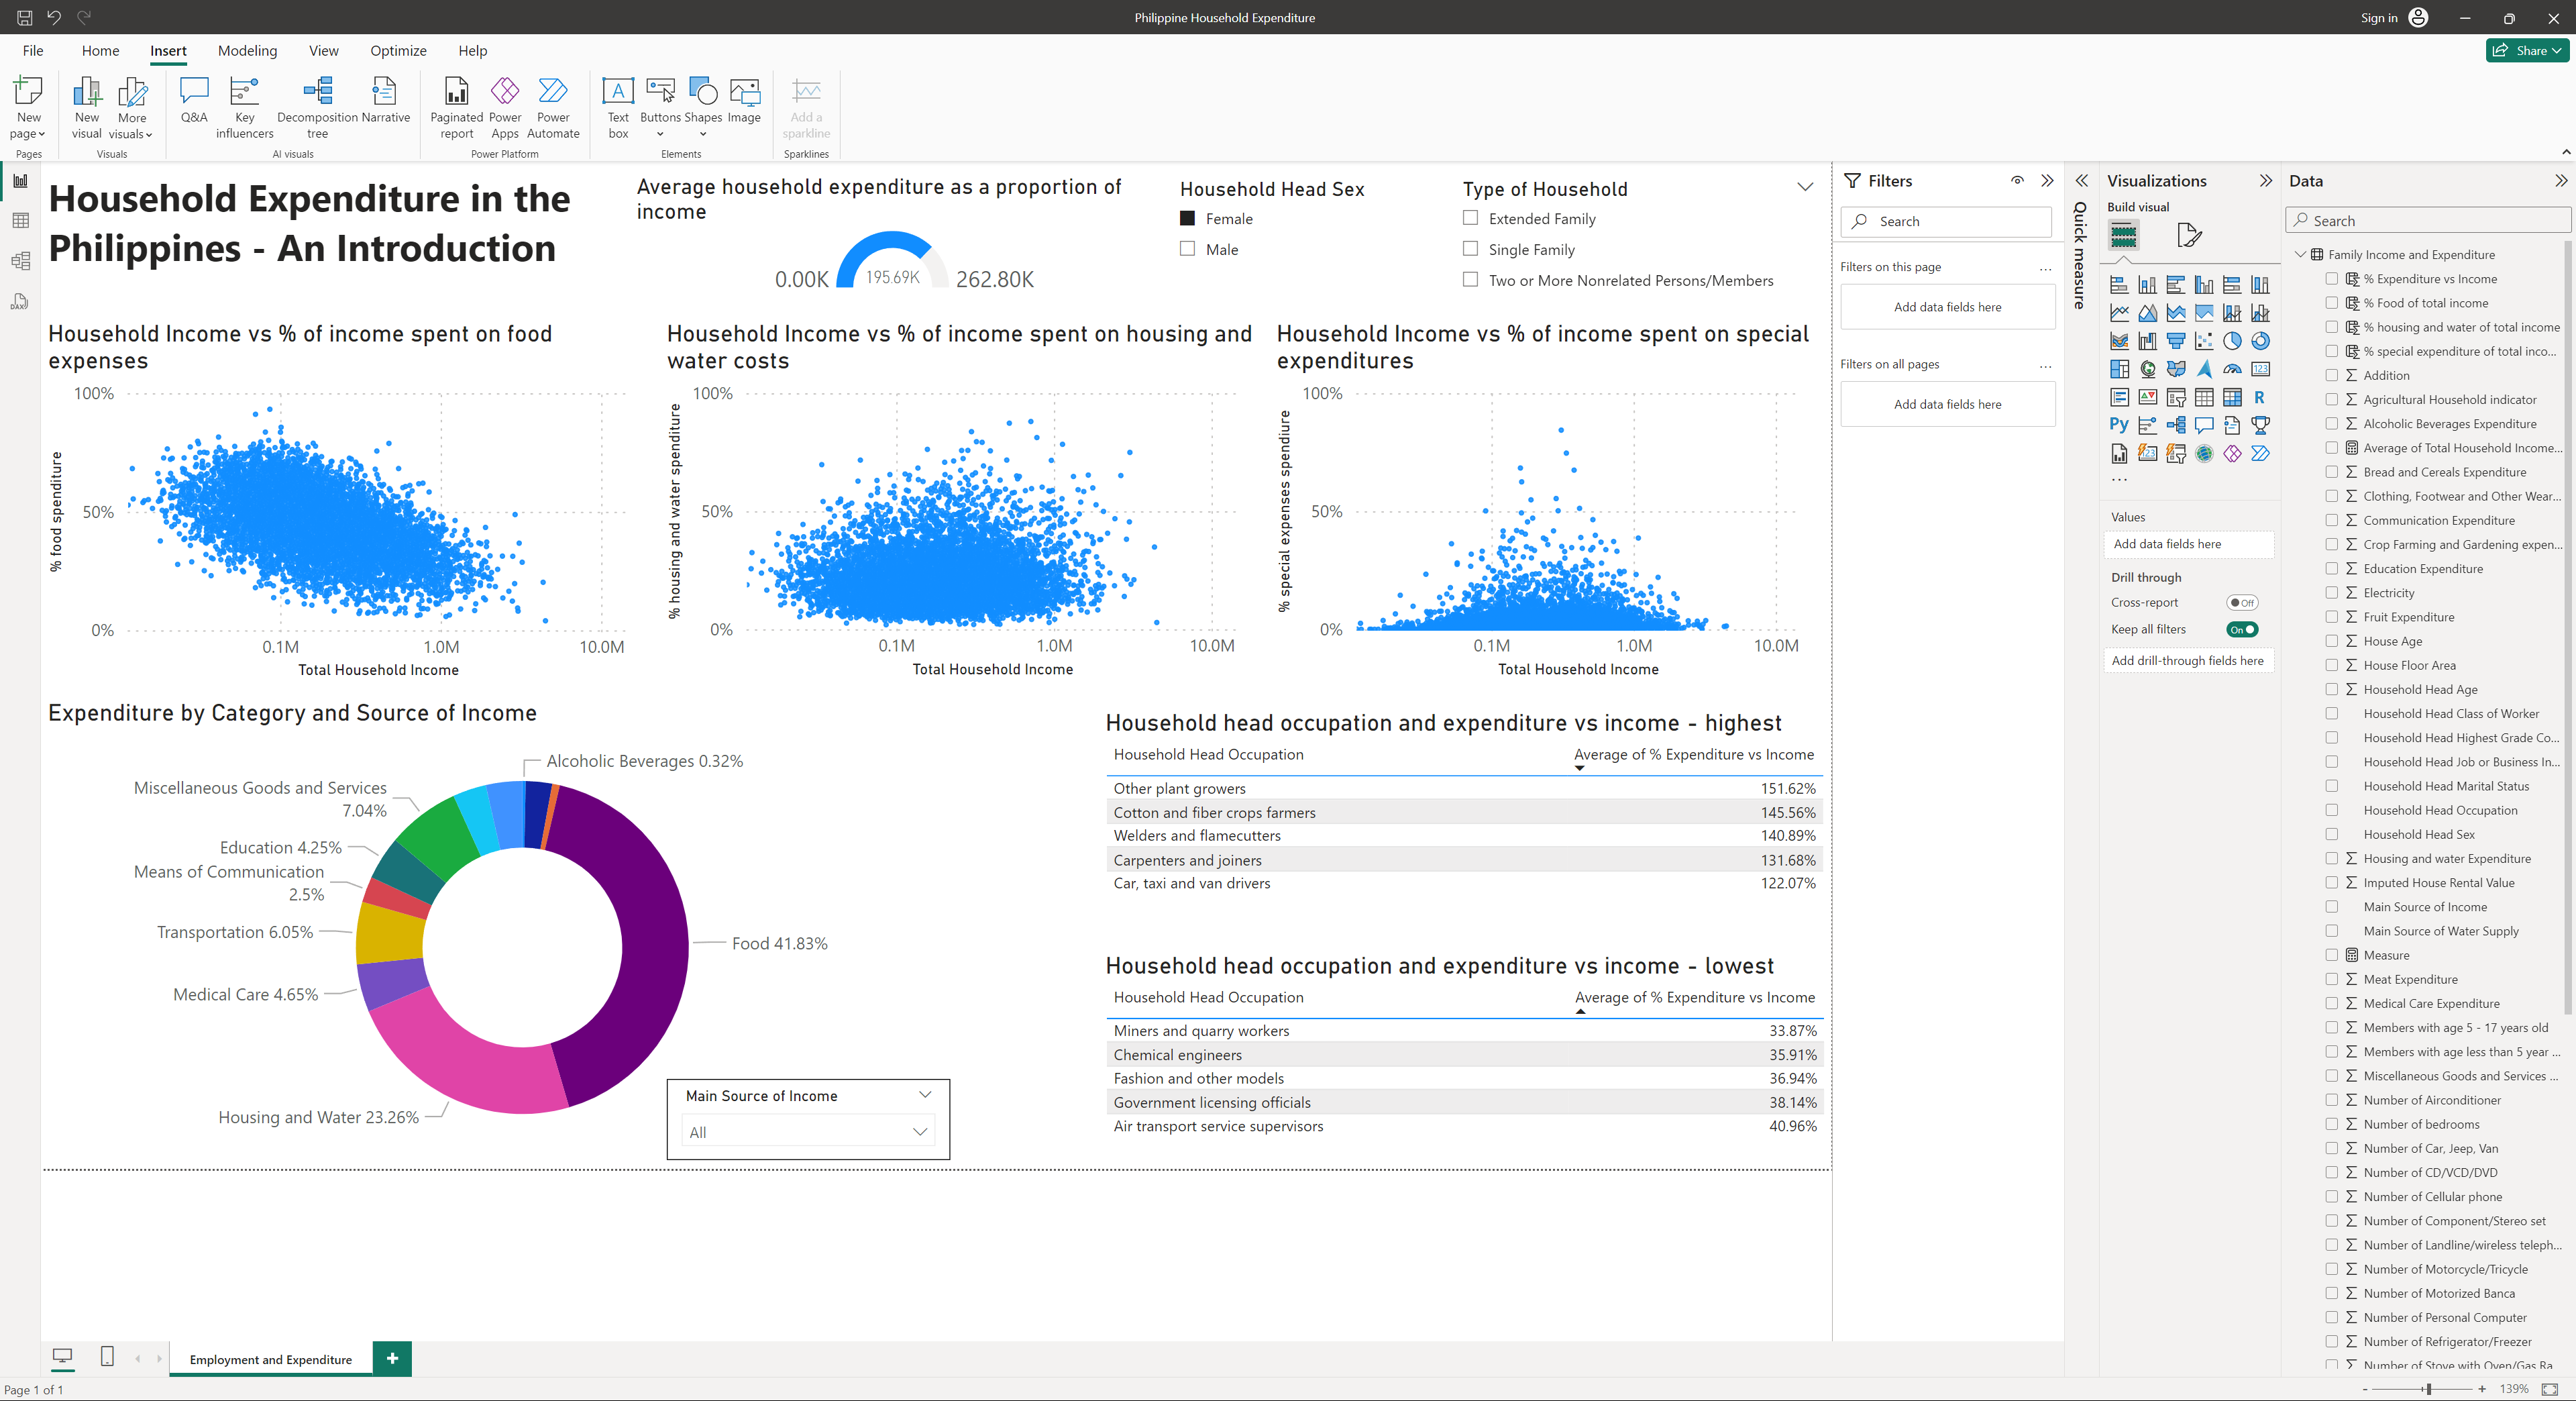 Philippine Household Expenditure
Sign in
File
Home
Insert
Modeling
View
Optimize
Help
Share
New
page
Pages
New
visual
More
visuals
Visuals
Q&A
Key
influencers
Decomposition
tree
Narrative
AI visuals
Paginated
report
Power
Apps
Power
Automate
Power Platform
Text
box
Buttons
Shapes
Image
Elements
Add a
sparkline
Sparklines
Household Expenditure in the
Philippines - An Introduction
Average household expenditure as a proportion of
income
0.00K
195.69K
262.80K
Household Head Sex
Female
Male
Type of Household
Extended Family
Single Family
Two or More Nonrelated Persons/Members
Household Income vs % of income spent on food
expenses
100%
50%
0%
% food spenditure
0.1M
1.0M
10.0M
Total Household Income
Household Income vs % of income spent on housing and
water costs
100%
50%
0%
% housing and water spenditure
0.1M
1.0M
10.0M
Total Household Income
Household Income vs % of income spent on special
expenditures
100%
50%
0%
% special expenses spendiure
0.1M
1.0M
10.0M
Total Household Income
Expenditure by Category and Source of Income
Alcoholic Beverages 0.32%
Miscellaneous Goods and Services
7.04%
Education 4.25%
Means of Communication
2.5%
Transportation 6.05%
Medical Care 4.65%
Housing and Water 23.26%
Food 41.83%
Main Source of Income
All
Household head occupation and expenditure vs income - highest
Household Head Occupation Average of % Expenditure vs Income
Other plant growers 151.62%
Cotton and fiber crops farmers 145.56%
Welders and flamecutters 140.89%
Carpenters and joiners 131.68%
Car, taxi and van drivers 122.07%
Household head occupation and expenditure vs income - lowest
Household Head Occupation Average of % Expenditure vs Income
Miners and quarry workers 33.87%
Chemical engineers 35.91%
Fashion and other models 36.94%
Government licensing officials 38.14%
Air transport service supervisors 40.96%
Filters
Search
Filters on this page ...
Add data fields here
Filters on all pages ...
Add data fields here
Quick measure
Visualizations
Build visual
123
R
Py
...
Values
Add data fields here
Drill through
Cross-report Off
Keep all filters On
Add drill-through fields here
Data
Search
Family Income and Expenditure
% Expenditure vs Income
% Food of total income
% housing and water of total income
% special expenditure of total inco...
Addition
Agricultural Household indicator
Alcoholic Beverages Expenditure
Average of Total Household Income...
Bread and Cereals Expenditure
Clothing, Footwear and Other Wear...
Communication Expenditure
Crop Farming and Gardening expen...
Education Expenditure
Electricity
Fruit Expenditure
House Age
House Floor Area
Household Head Age
Household Head Class of Worker
Household Head Highest Grade Co...
Household Head Job or Business In...
Household Head Marital Status
Household Head Occupation
Household Head Sex
Housing and water Expenditure
Imputed House Rental Value
Main Source of Income
Main Source of Water Supply
Measure
Meat Expenditure
Medical Care Expenditure
Members with age 5 - 17 years old
Members with age less than 5 year ...
Miscellaneous Goods and Services ...
Number of Airconditioner
Number of bedrooms
Number of Car, Jeep, Van
Number of CD/VCD/DVD
Number of Cellular phone
Number of Component/Stereo set
Number of Landline/wireless teleph...
Number of Motorcycle/Tricycle
Number of Motorized Banca
Number of Personal Computer
Number of Refrigerator/Freezer
Number of Stove with Oven/Gas Ra
DAX
Employment and Expenditure
+
Page 1 of 1
- + 139%